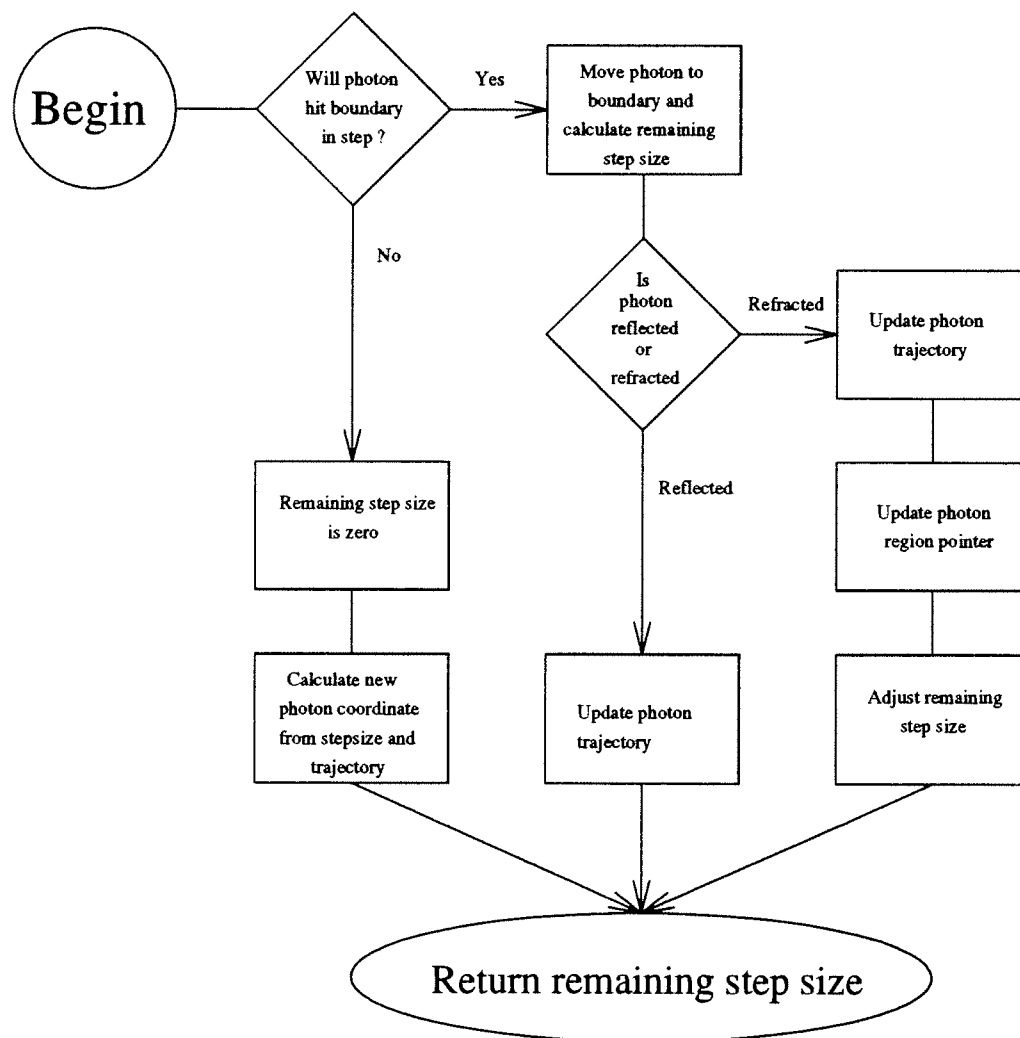 Begin
Will photon
hit boundary
in step ?
Yes
Move photon to
boundary and
calculate remaining
step size
No
Is
photon
reflected
or
refracted
Refracted
Update photon
trajectory
Remaining step size
is zero
Reflected
Update photon
region pointer
Calculate new
photon coordinate
from stepsize and
trajectory
Update photon
trajectory
Adjust remaining
step size
Return remaining step size